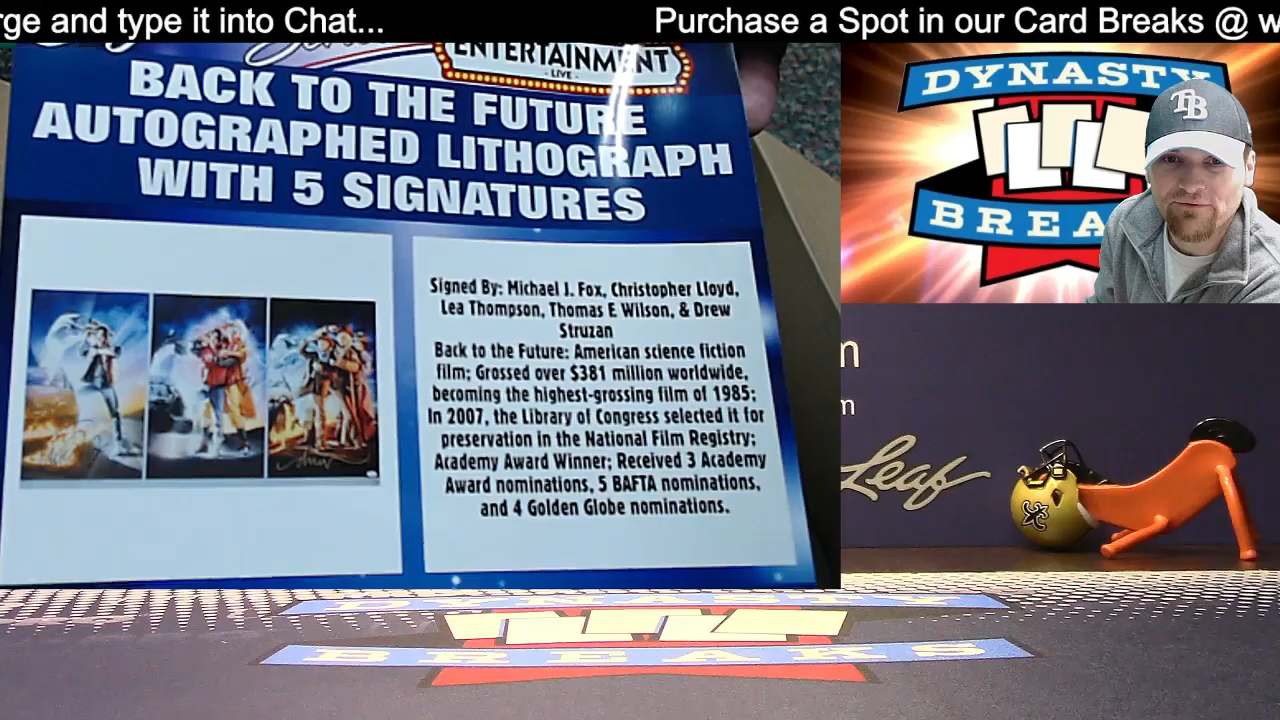 rge and type it into Chat...
Purchase a Spot in our Card Breaks @ w
ENTERTAINMENT
- LIVE -
BACK TO THE FUTURE
AUTOGRAPHED LITHOGRAPH
WITH 5 SIGNATURES
Signed By: Michael J. Fox, Christopher Lloyd,
Lea Thompson, Thomas F. Wilson, & Drew
Struzan
Back to the Future: American science fiction
film; Grossed over $381 million worldwide,
becoming the highest-grossing film of 1985;
In 2007, the Library of Congress selected it for
preservation in the National Film Registry;
Academy Award Winner; Received 3 Academy
Award nominations, 5 BAFTA nominations,
and 4 Golden Globe nominations.
DYNASTY
BREA
TB
m
m
Leaf
DYNASTY
BREAKS